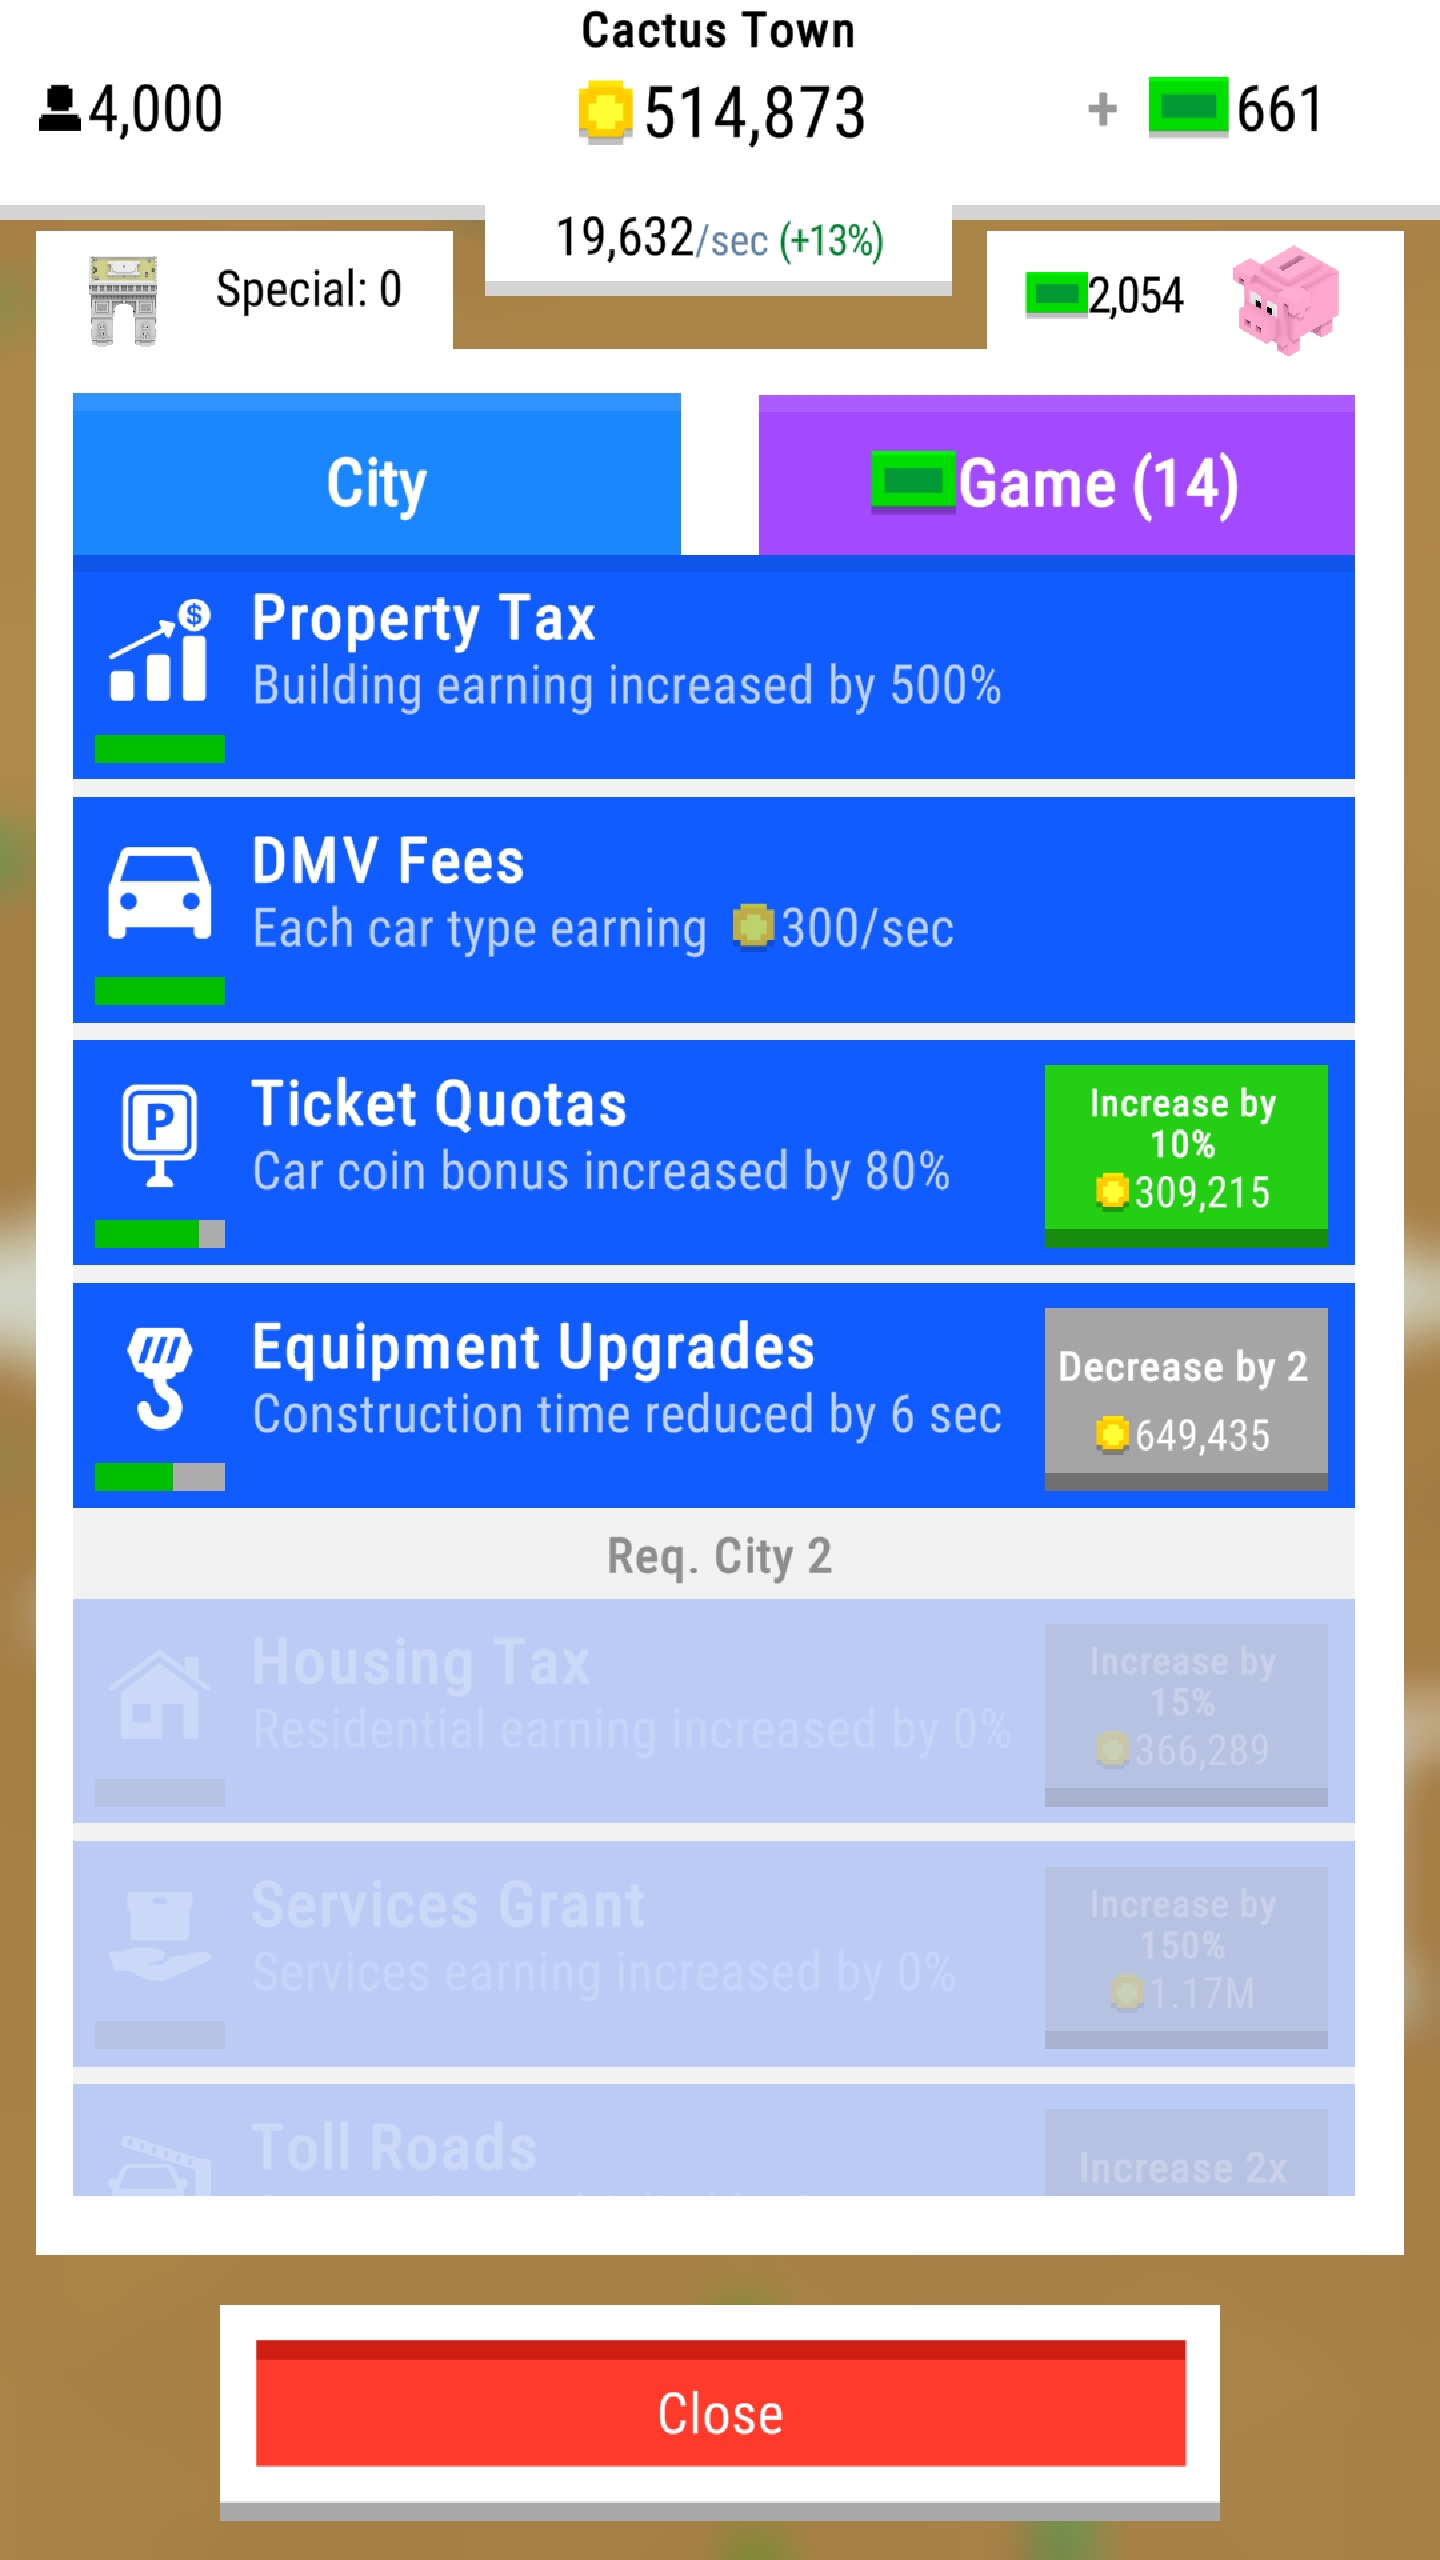 Cactus Town
4,000
514,873
+ 661
19,632/sec (+13%)
Special: 0
2,054
City
Game (14)
Property Tax
Building earning increased by 500%
DMV Fees
Each car type earning 300/sec
Ticket Quotas
Car coin bonus increased by 80%
Increase by
10%
309,215
Equipment Upgrades
Construction time reduced by 6 sec
Decrease by 2
649,435
Req. City 2
Housing Tax
Residential earning increased by 0%
Increase by
15%
366,289
Services Grant
Services earning increased by 0%
Increase by
150%
1.17M
Toll Roads
Increase 2x
Close